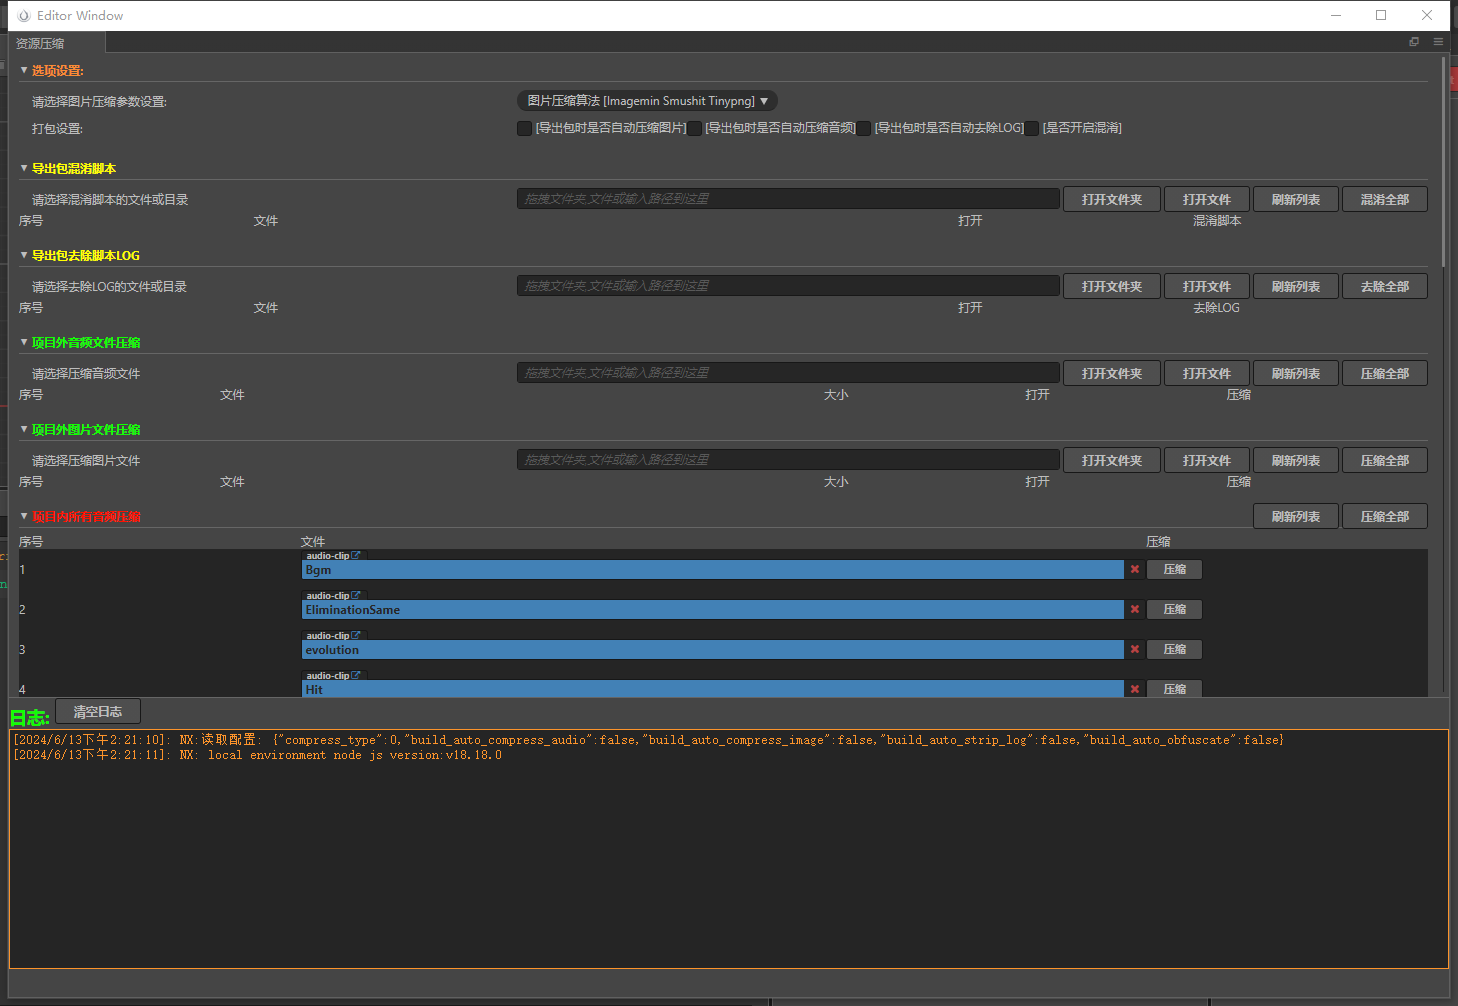 Editor Window
资源压缩
选项设置:
请选择图片压缩参数设置: 图片压缩算法 [Imagemin Smushit Tinypng]
打包设置: [导出包时是否自动压缩图片] [导出包时是否自动压缩音频] [导出包时是否自动去除LOG] [是否开启混淆]
导出包混淆脚本
请选择混淆脚本的文件或目录 拖拽文件夹,文件或输入路径到这里 打开文件夹 打开文件 刷新列表 混淆全部
序号 文件 打开 混淆脚本
导出包去除脚本LOG
请选择去除LOG的文件或目录 拖拽文件夹,文件或输入路径到这里 打开文件夹 打开文件 刷新列表 去除全部
序号 文件 打开 去除LOG
项目外音频文件压缩
请选择压缩音频文件 拖拽文件夹,文件或输入路径到这里 打开文件夹 打开文件 刷新列表 压缩全部
序号 文件 大小 打开 压缩
项目外图片文件压缩
请选择压缩图片文件 拖拽文件夹,文件或输入路径到这里 打开文件夹 打开文件 刷新列表 压缩全部
序号 文件 大小 打开 压缩
项目内所有音频压缩 刷新列表 压缩全部
序号 文件 压缩
audio-clip
1 Bgm 压缩
audio-clip
2 EliminationSame 压缩
audio-clip
3 evolution 压缩
audio-clip
4 Hit 压缩
日志: 清空日志
[2024/6/13下午2:21:10]: NX:读取配置: {"compress_type":0,"build_auto_compress_audio":false,"build_auto_compress_image":false,"build_auto_strip_log":false,"build_auto_obfuscate":false}
[2024/6/13下午2:21:11]: NX: local environment node js version:v18.18.0